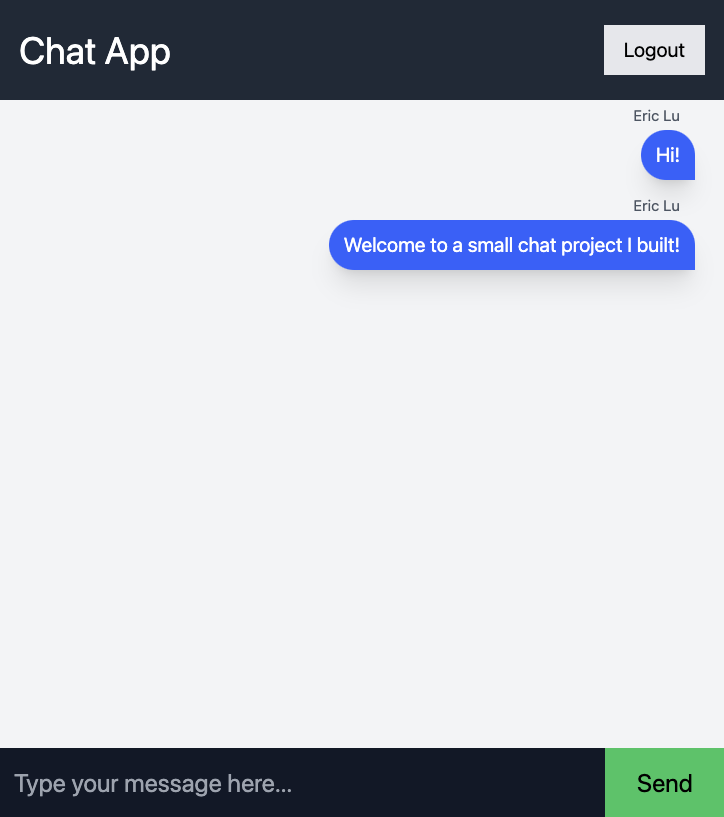 Chat App
Logout
Eric Lu
Hi!
Eric Lu
Welcome to a small chat project I built!
Type your message here...
Send